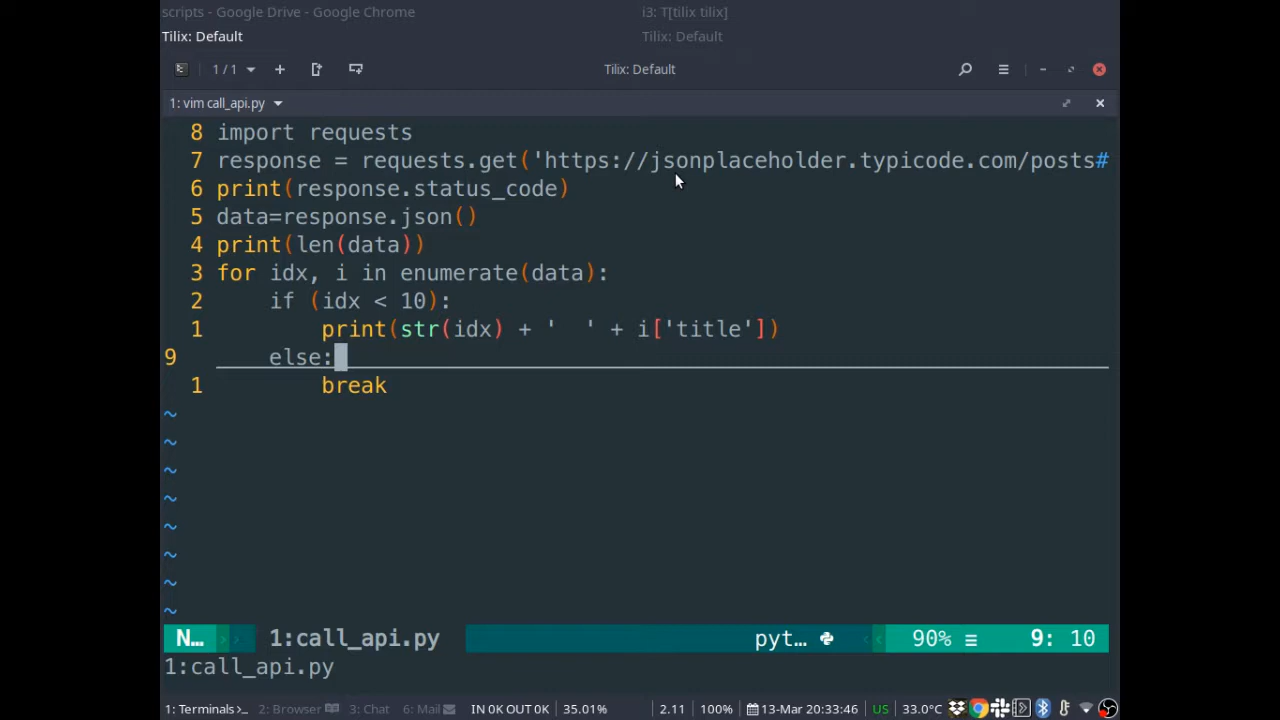 scripts - Google Drive - Google Chrome
i3: T[tilix tilix]
Tilix: Default
Tilix: Default
1 / 1
Tilix: Default
1: vim call_api.py
8 import requests
7 response = requests.get('https://jsonplaceholder.typicode.com/posts#
6 print(response.status_code)
5 data=response.json()
4 print(len(data))
3 for idx, i in enumerate(data):
2     if (idx < 10):
1         print(str(idx) + '  ' + i['title'])
9     else:
1         break
~
~
~
~
~
~
~
~
N... 1:call_api.py pyt... 90% ≡ 9: 10
1:call_api.py
1: Terminals 2: Browser 3: Chat 6: Mail IN 0K OUT 0K 35.01% 2.11 100% 13-Mar 20:33:46 US 33.0°C